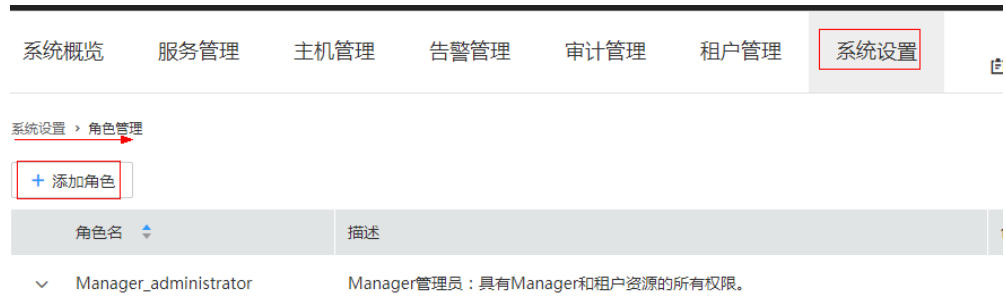 系统概览 服务管理 主机管理 告警管理 审计管理 租户管理 系统设置
系统设置 > 角色管理
+ 添加角色
角色名 描述
Manager_administrator Manager管理员：具有Manager和租户资源的所有权限。